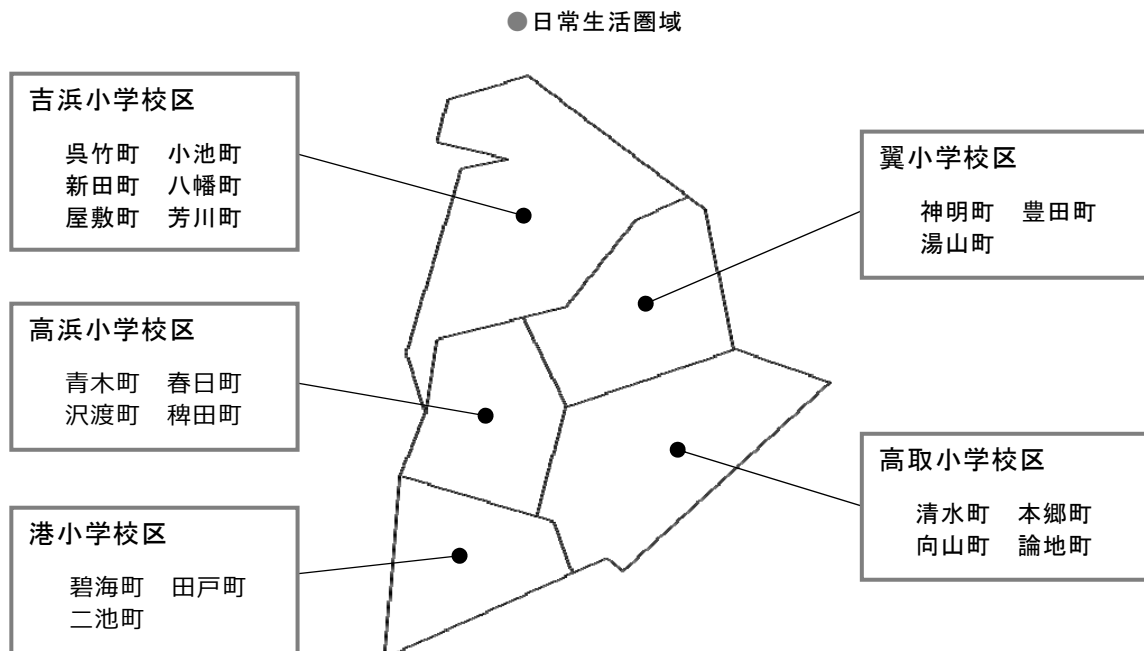 ●日常生活圏域
吉浜小学校区
呉竹町　小池町
新田町　八幡町
屋敷町　芳川町
翼小学校区
神明町　豊田町
湯山町
高浜小学校区
青木町　春日町
沢渡町　稗田町
高取小学校区
清水町　本郷町
向山町　論地町
港小学校区
碧海町　田戸町
二池町